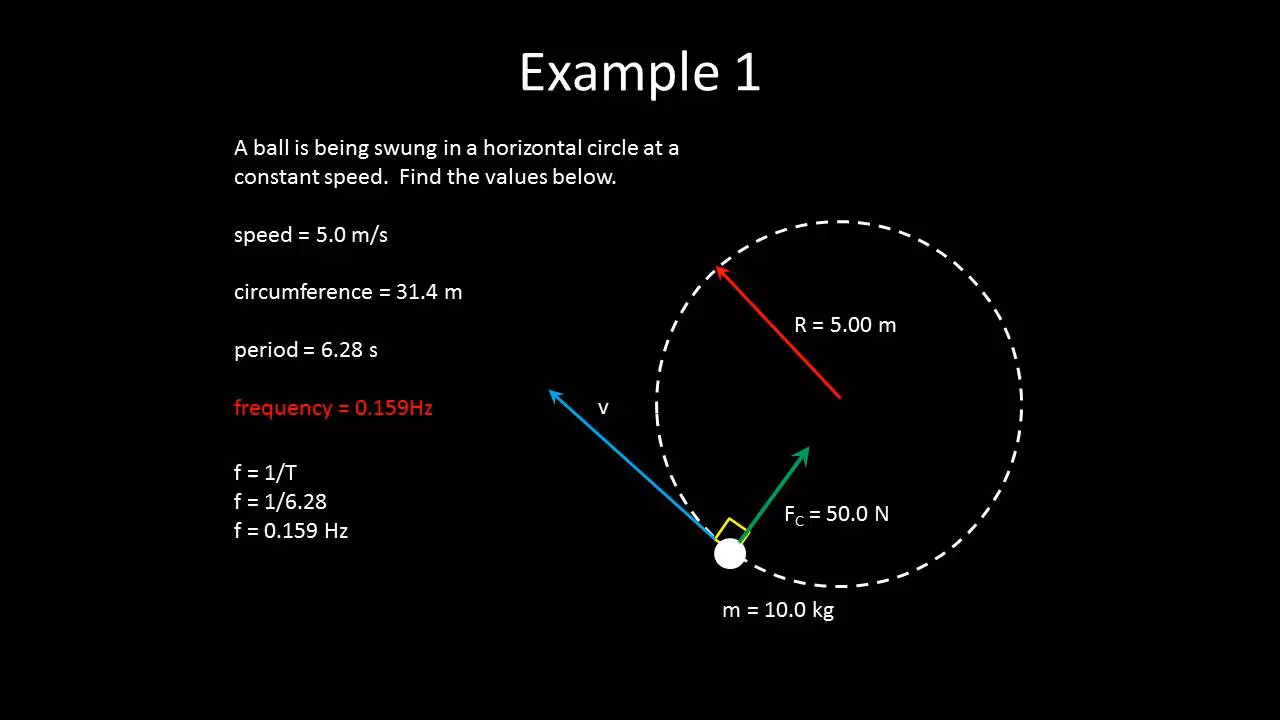 Example 1
A ball is being swung in a horizontal circle at a
constant speed.  Find the values below.
speed = 5.0 m/s
circumference = 31.4 m
period = 6.28 s
frequency = 0.159Hz
f = 1/T
f = 1/6.28
f = 0.159 Hz
R = 5.00 m
v
F_C = 50.0 N
m = 10.0 kg